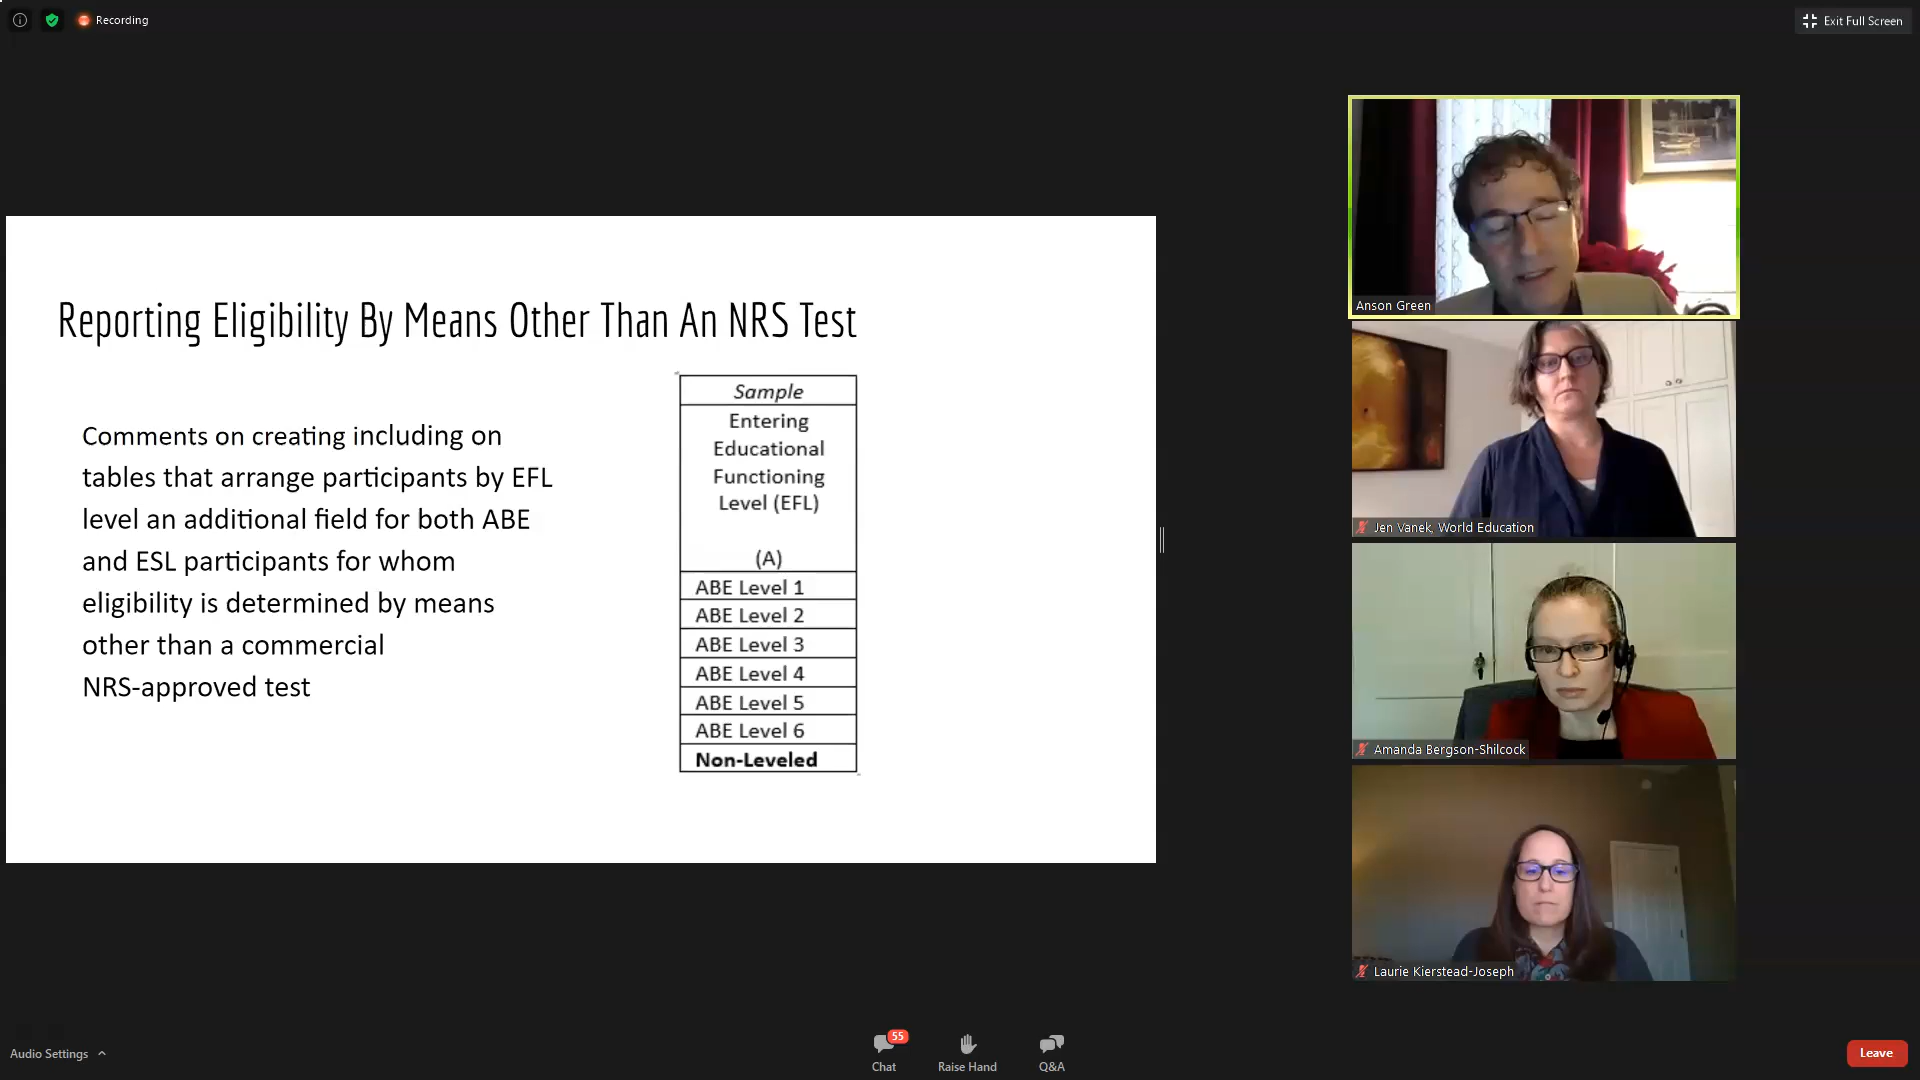 Recording
Exit Full Screen
Reporting Eligibility By Means Other Than An NRS Test
Comments on creating including on
tables that arrange participants by EFL
level an additional field for both ABE
and ESL participants for whom
eligibility is determined by means
other than a commercial
NRS-approved test
Sample
Entering
Educational
Functioning
Level (EFL)
(A)
ABE Level 1
ABE Level 2
ABE Level 3
ABE Level 4
ABE Level 5
ABE Level 6
Non-Leveled
Anson Green
Jen Vanek, World Education
Amanda Bergson-Shilcock
Laurie Kierstead-Joseph
Audio Settings
55
Chat
Raise Hand
Q&A
Leave